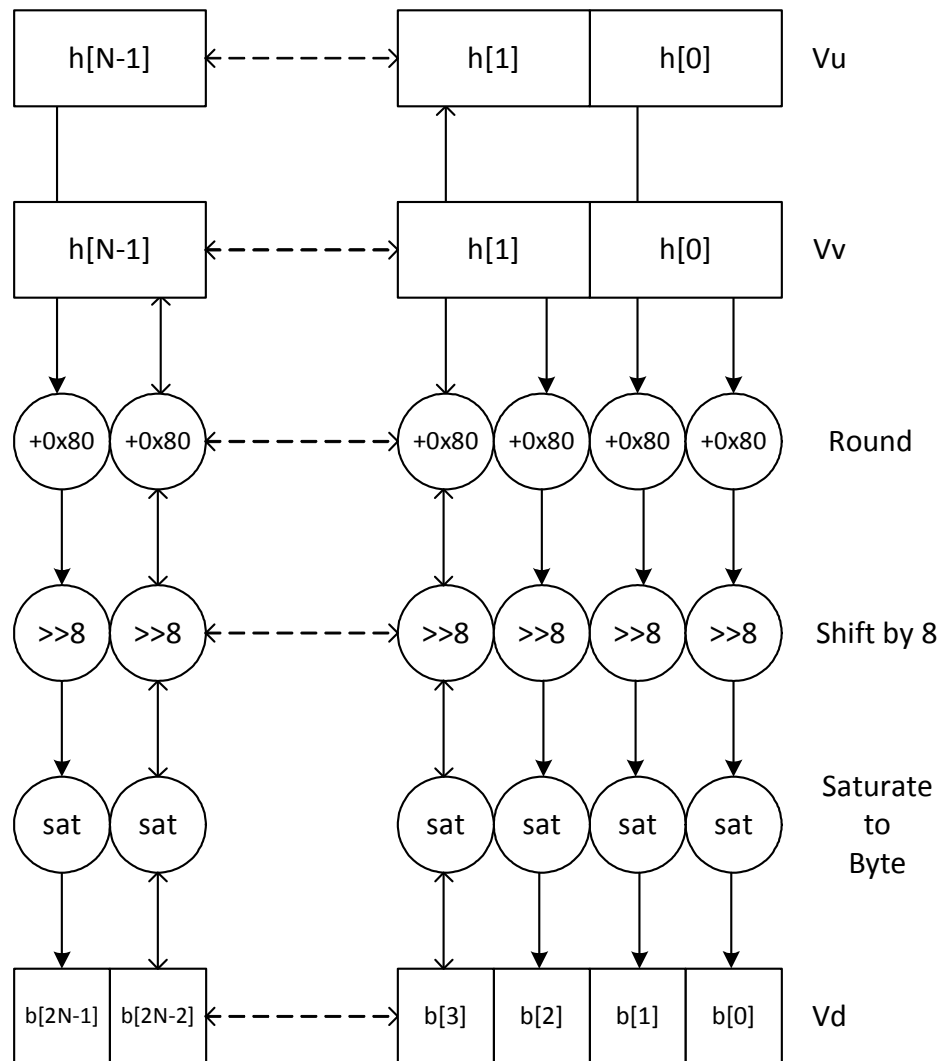 h[N-1] h[1] h[0] Vu
h[N-1] h[1] h[0] Vv
+0x80 +0x80 +0x80 +0x80 +0x80 +0x80 Round
>>8 >>8 >>8 >>8 >>8 >>8 Shift by 8
Saturate
sat sat sat sat sat sat to
Byte
b[2N-1] b[2N-2] b[3] b[2] b[1] b[0] Vd